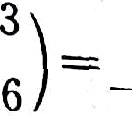 3
) = _
6